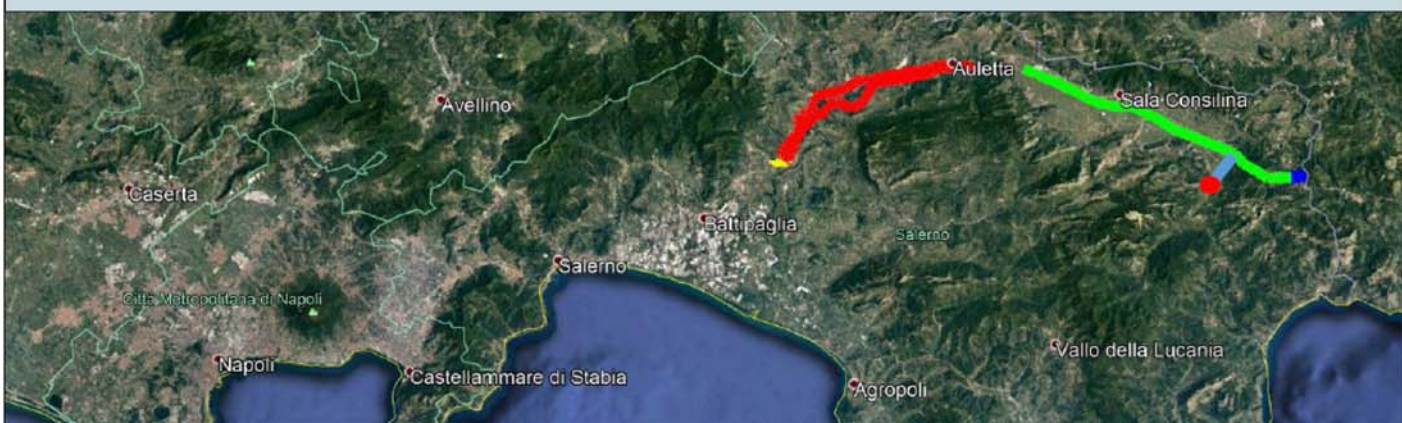 Auletta
Avellino
Sala Consilina
Caserta
Battipaglia
Salerno
Salerno
Città Metropolitana di Napoli
Napoli
Castellammare di Stabia
Vallo della Lucania
Agropoli